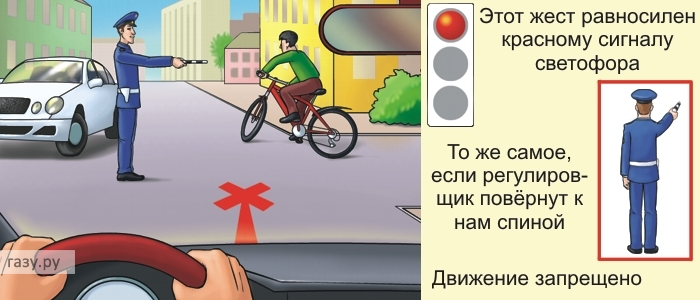 Этот жест равносилен
красному сигналу
светофора
То же самое,
если регулиров-
щик повёрнут к
нам спиной
Движение запрещено
газу.ру